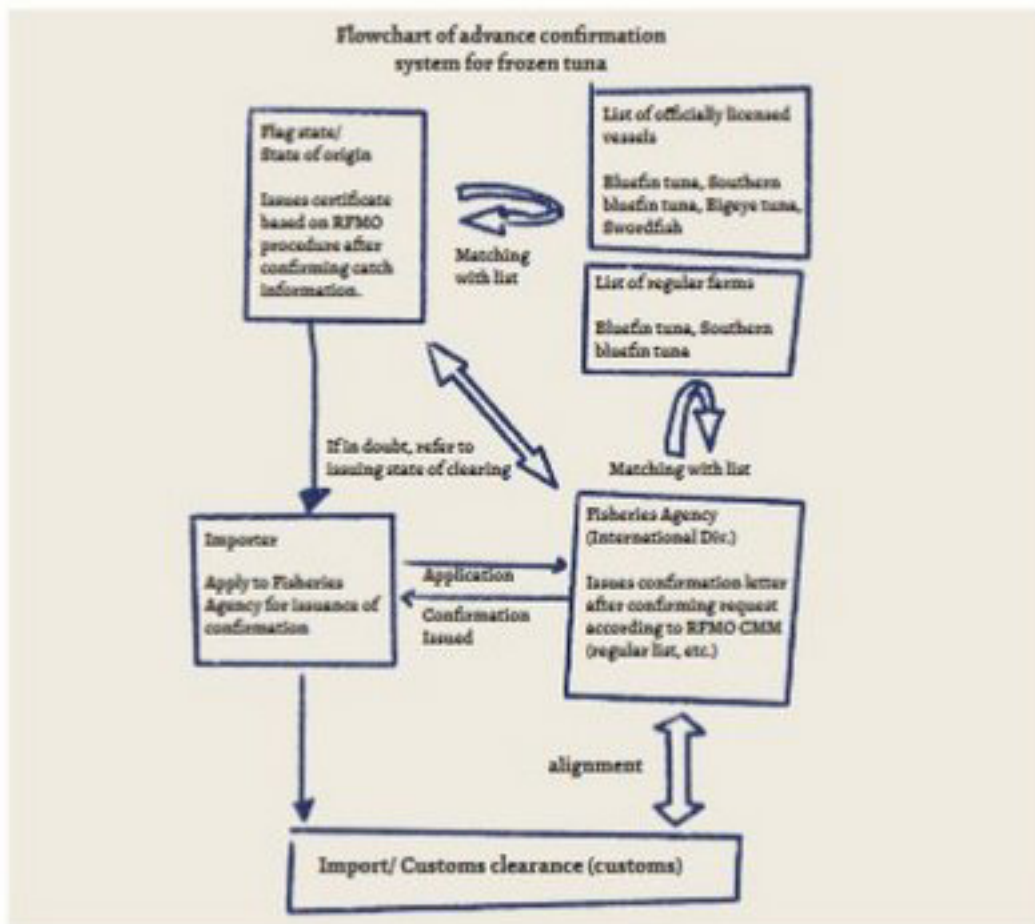 Flowchart of advance confirmation
system for frozen tuna
Flag state/
State of origin
Issues certificate
based on RFMO
procedure after
confirming catch
information.
Matching
with list
List of officially licensed
vessels
Bluefin tuna, Southern
bluefin tuna, Bigeye tuna,
Swordfish
List of regular farms
Bluefin tuna, Southern
bluefin tuna
Matching with list
If in doubt, refer to
issuing state of clearing
Importer
Apply to Fisheries
Agency for issuance of
confirmation
Application
Confirmation
Issued
Fisheries Agency
(International Div.)
Issues confirmation letter
after confirming request
according to RFMO CMM
(regular list, etc.)
alignment
Import/ Customs clearance (customs)